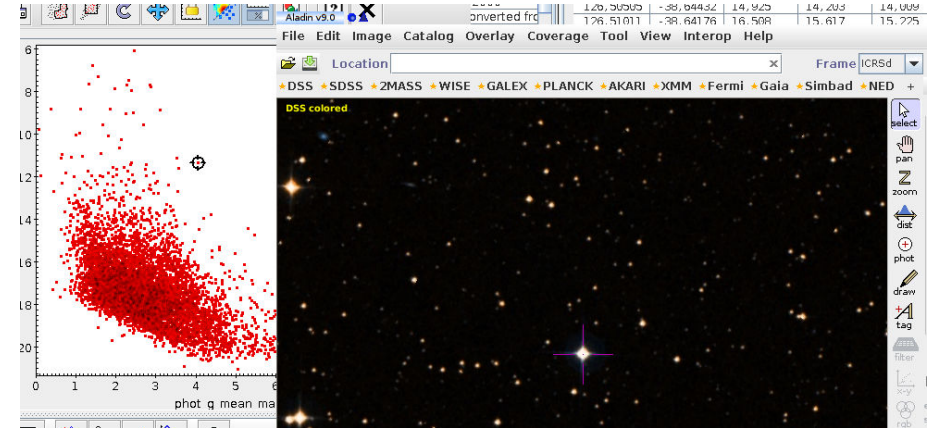 Aladin v9.0
onverted fro
126,50505 -38,64432 14,925 14,203 14,009
126.51011 -38.64176 16.508 15.617 15.225
File Edit Image Catalog Overlay Coverage Tool View Interop Help
Location
Frame ICRSd
DSS SDSS 2MASS WISE GALEX PLANCK AKARI XMM Fermi Gaia Simbad NED +
DSS colored
select
pan
zoom
dist
phot
draw
tag
filter
x-y
rgb
6
8
10
12
14
16
18
20
0 1 2 3 4 5 6
phot g mean ma